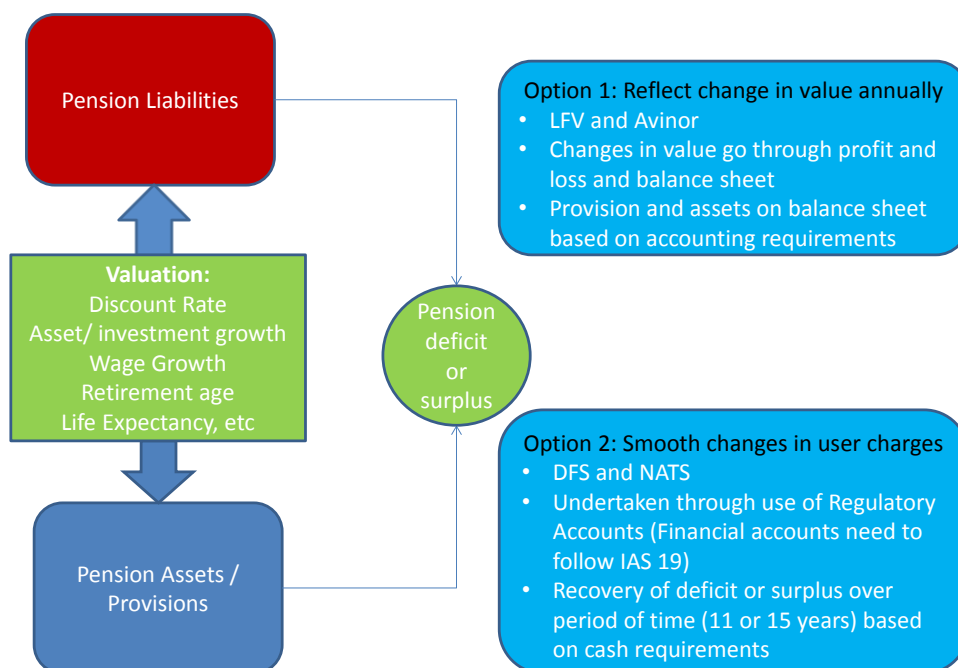 Pension Liabilities
Valuation:
Discount Rate
Asset/ investment growth
Wage Growth
Retirement age
Life Expectancy, etc
Pension Assets /
Provisions
Pension
deficit
or
surplus
Option 1: Reflect change in value annually
• LFV and Avinor
• Changes in value go through profit and
loss and balance sheet
• Provision and assets on balance sheet
based on accounting requirements
Option 2: Smooth changes in user charges
• DFS and NATS
• Undertaken through use of Regulatory
Accounts (Financial accounts need to
follow IAS 19)
• Recovery of deficit or surplus over
period of time (11 or 15 years) based
on cash requirements